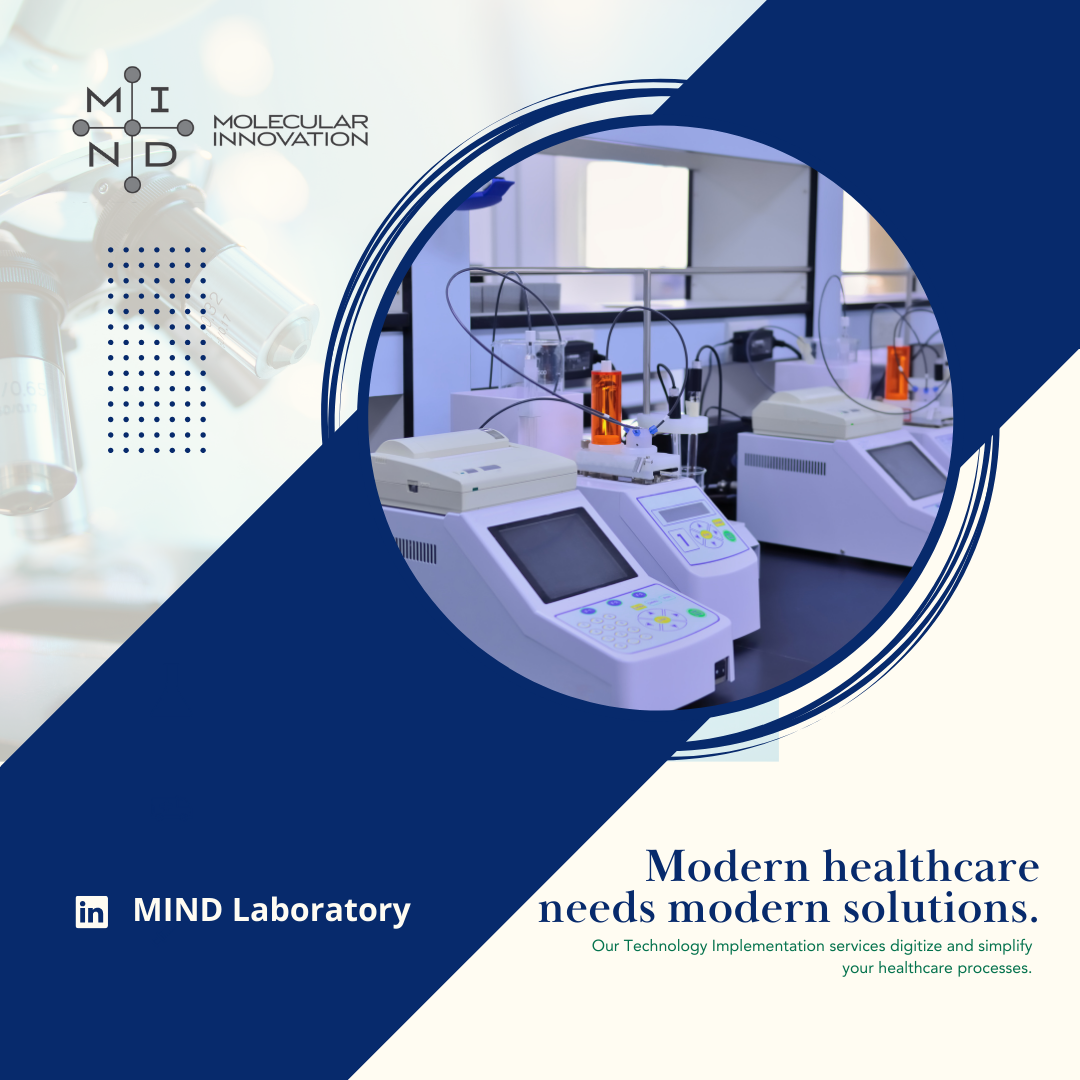 M I
N D
MOLECULAR
INNOVATION
1
in MIND Laboratory
Modern healthcare
needs modern solutions.
Our Technology Implementation services digitize and simplify
your healthcare processes.